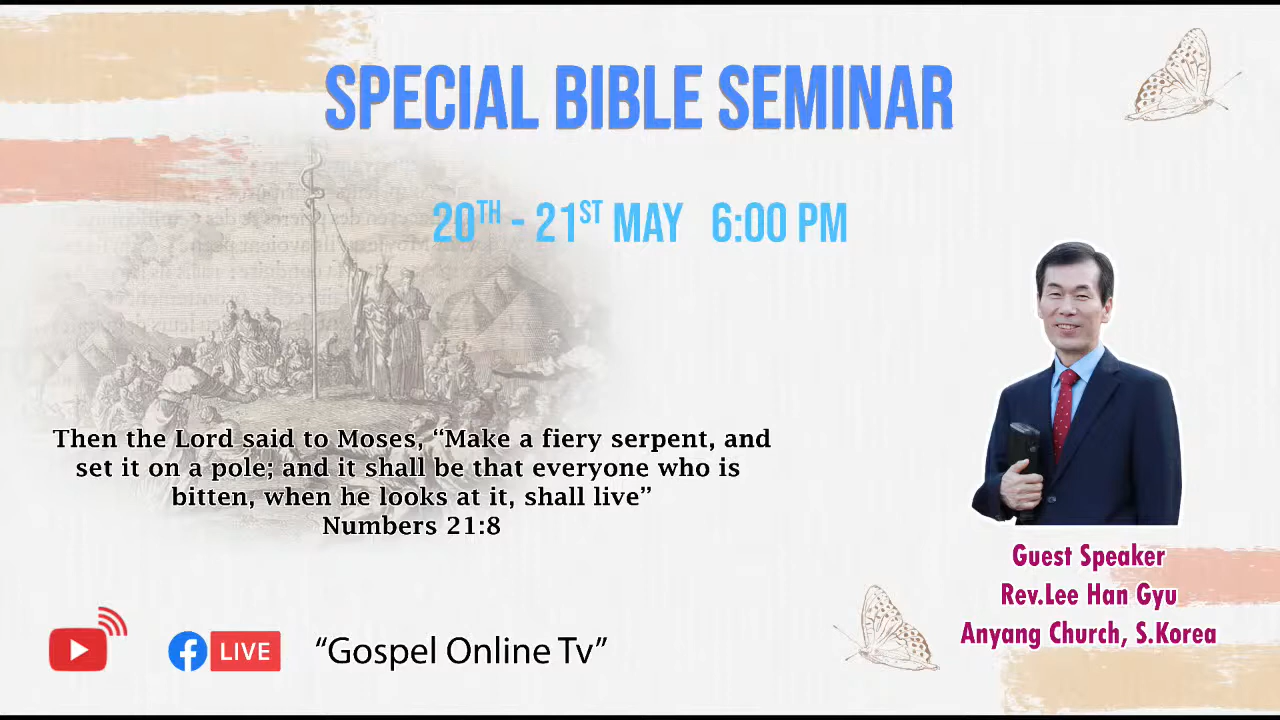 SPECIAL BIBLE SEMINAR
20TH - 21ST MAY 6:00 PM
Then the Lord said to Moses, “Make a fiery serpent, and
set it on a pole; and it shall be that everyone who is
bitten, when he looks at it, shall live”
Numbers 21:8
Guest Speaker
Rev.Lee Han Gyu
Anyang Church, S.Korea
LIVE
“Gospel Online Tv”